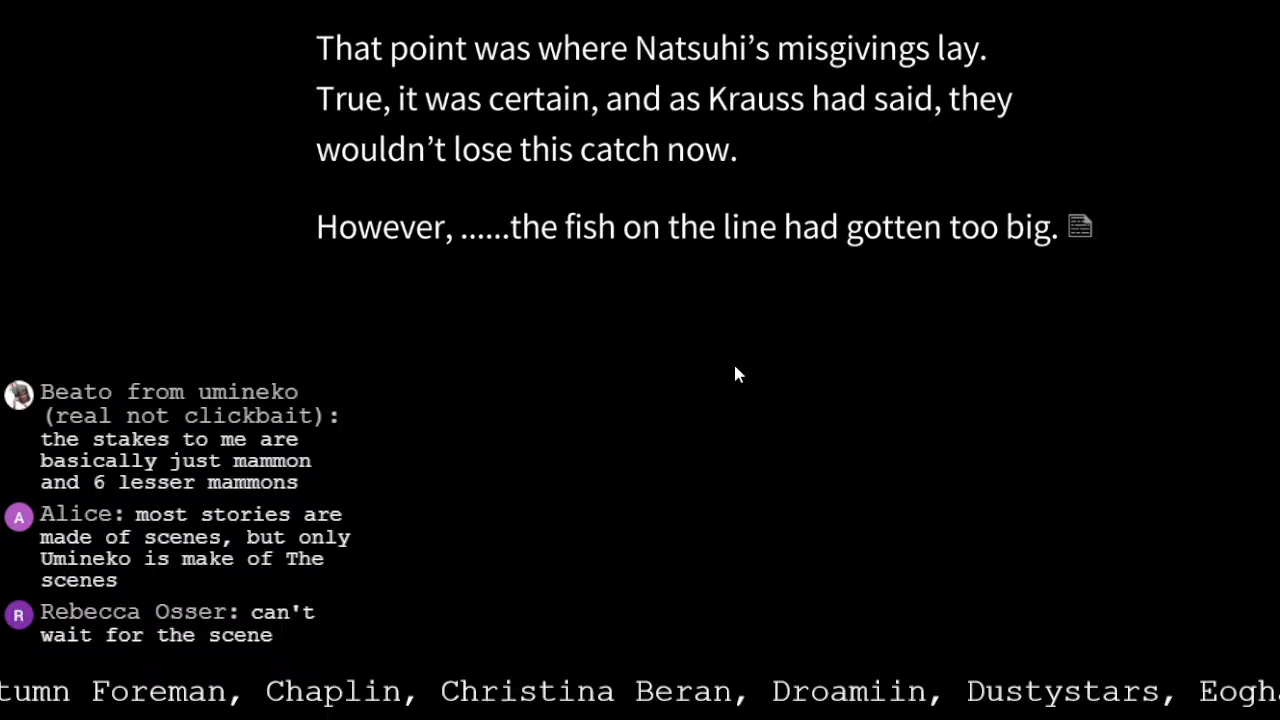 That point was where Natsuhi’s misgivings lay.
True, it was certain, and as Krauss had said, they
wouldn’t lose this catch now.
However, ......the fish on the line had gotten too big.
Beato from umineko
(real not clickbait):
the stakes to me are
basically just mammon
and 6 lesser mammons
A Alice: most stories are
made of scenes, but only
Umineko is make of The
scenes
R Rebecca Osser: can't
wait for the scene
tumn Foreman, Chaplin, Christina Beran, Droamiin, Dustystars, Eogh